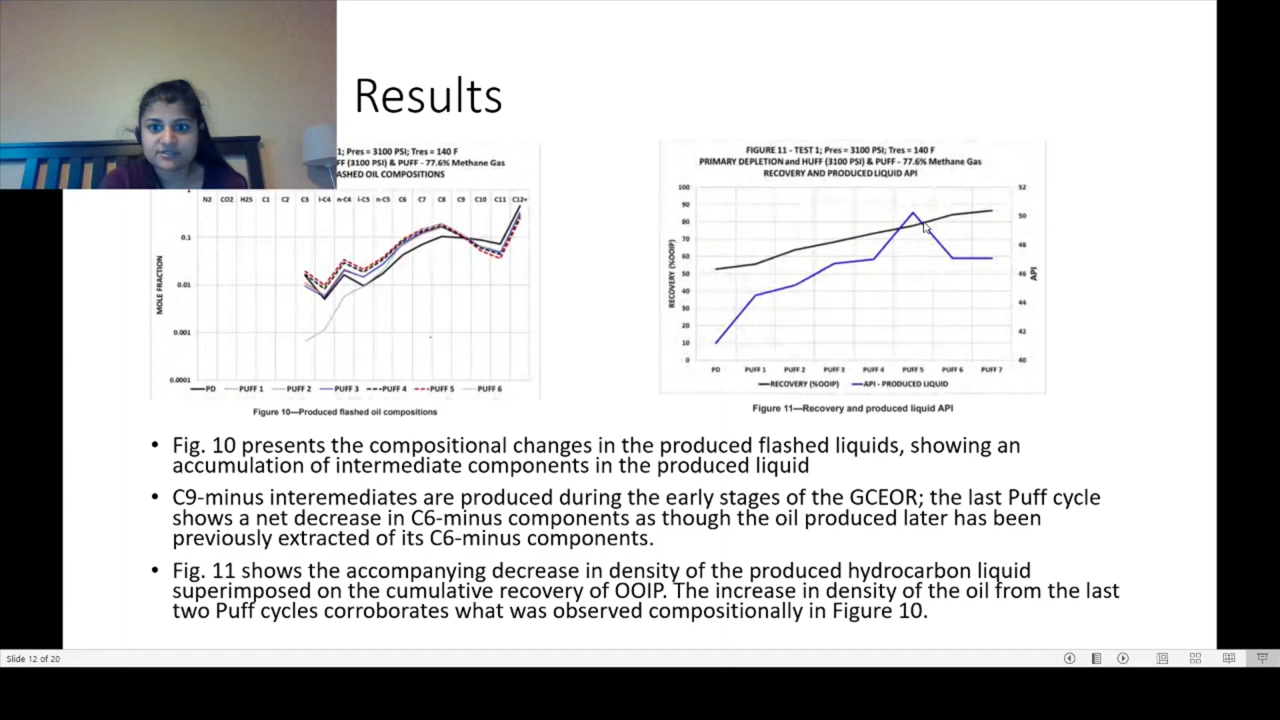 Results
1; Pres = 3100 PSI; Tres = 140 F
FF (3100 PSI) & PUFF - 77.6% Methane Gas
ASHED OIL COMPOSITIONS
1
N2 CO2 H2S C1 C2 C3 i-C4 n-C4 i-C5 n-C5 C6 C7 C8 C9 C10 C11 C12+
0.1
0.01
0.001
0.0001
MOLE FRACTION
PD PUFF 1 PUFF 2 PUFF 3 PUFF 4 PUFF 5 PUFF 6
Figure 10—Produced flashed oil compositions
FIGURE 11 - TEST 1; Pres = 3100 PSI; Tres = 140 F
PRIMARY DEPLETION and HUFF (3100 PSI) & PUFF - 77.6% Methane Gas
RECOVERY AND PRODUCED LIQUID API
100
90
80
70
60
50
40
30
20
10
0
RECOVERY (%OOIP)
52
50
48
46
44
42
40
API
PD PUFF 1 PUFF 2 PUFF 3 PUFF 4 PUFF 5 PUFF 6 PUFF 7
RECOVERY (%OOIP) API - PRODUCED LIQUID
Figure 11—Recovery and produced liquid API
• Fig. 10 presents the compositional changes in the produced flashed liquids, showing an
accumulation of intermediate components in the produced liquid
• C9-minus interemediates are produced during the early stages of the GCEOR; the last Puff cycle
shows a net decrease in C6-minus components as though the oil produced later has been
previously extracted of its C6-minus components.
• Fig. 11 shows the accompanying decrease in density of the produced hydrocarbon liquid
superimposed on the cumulative recovery of OOIP. The increase in density of the oil from the last
two Puff cycles corroborates what was observed compositionally in Figure 10.
Slide 12 of 20